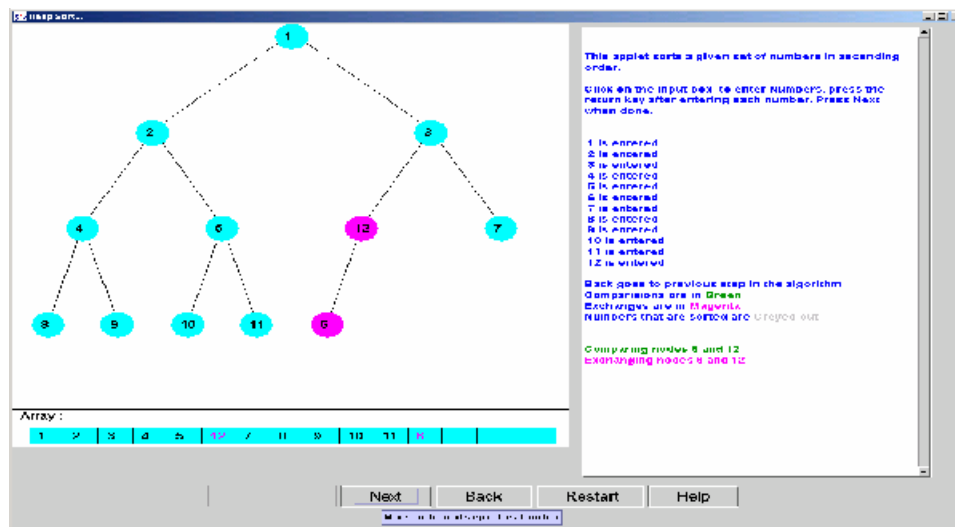 Heap Sort...
1
2
3
4
5
12
7
8
9
10
11
6
This applet sorts a given set of numbers in ascending
order.
Click on the input box to enter Numbers, press the
return key after entering each number. Press Next
when done.
1 is entered
2 is entered
3 is entered
4 is entered
5 is entered
6 is entered
7 is entered
8 is entered
9 is entered
10 is entered
11 is entered
12 is entered
Back goes to previous step in the algorithm
Comparisions are in Green
Exchanges are in Magenta
Numbers that are sorted are Greyed out
Comparing nodes 6 and 12
Exchanging nodes 6 and 12
Array :
1 2 3 4 5 12 7 8 9 10 11 6
Next Back Restart Help